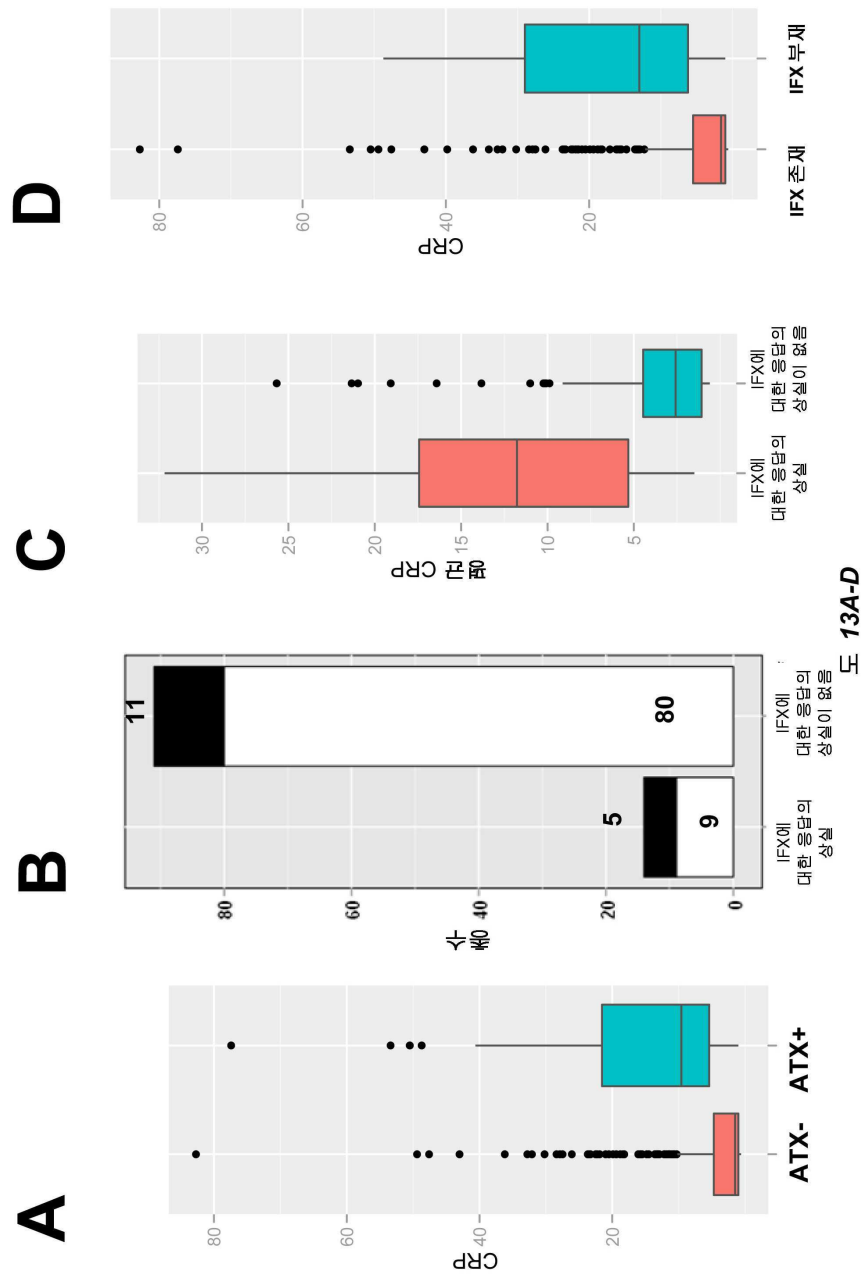 A
CRP
80
60
40
20
ATX-
ATX+
B
총수
80
60
40
20
0
5
9
11
80
IFX에
대한 응답의
상실
IFX에
대한 응답의
상실이 없음
C
평균 CRP
30
25
20
15
10
5
IFX에
대한 응답의
상실
IFX에
대한 응답의
상실이 없음
D
CRP
80
60
40
20
IFX 존재
IFX 부재
도 13A-D